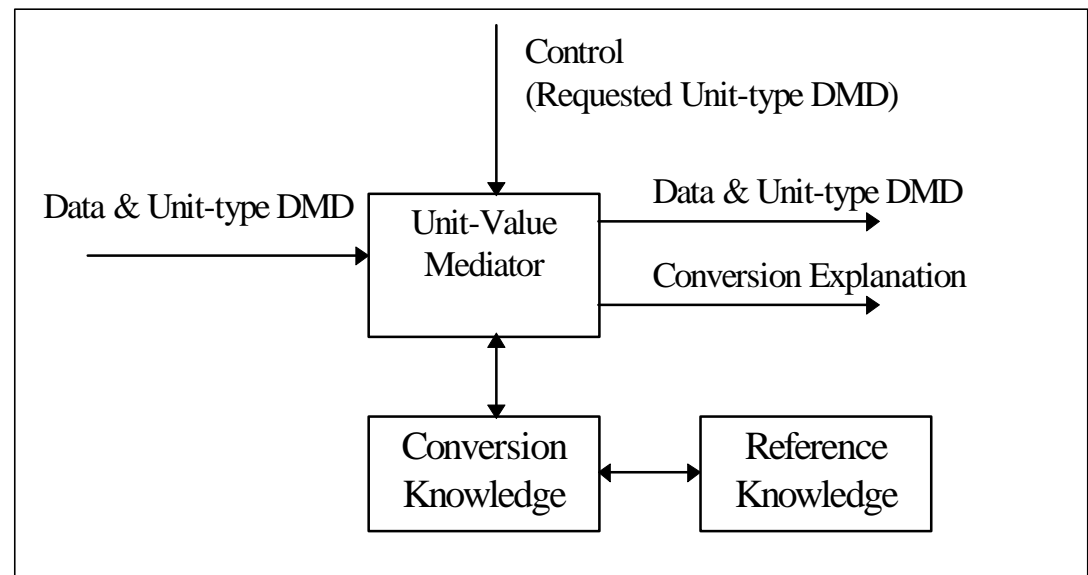 Control
(Requested Unit-type DMD)
Data & Unit-type DMD
Unit-Value
Mediator
Data & Unit-type DMD
Conversion Explanation
Conversion
Knowledge
Reference
Knowledge